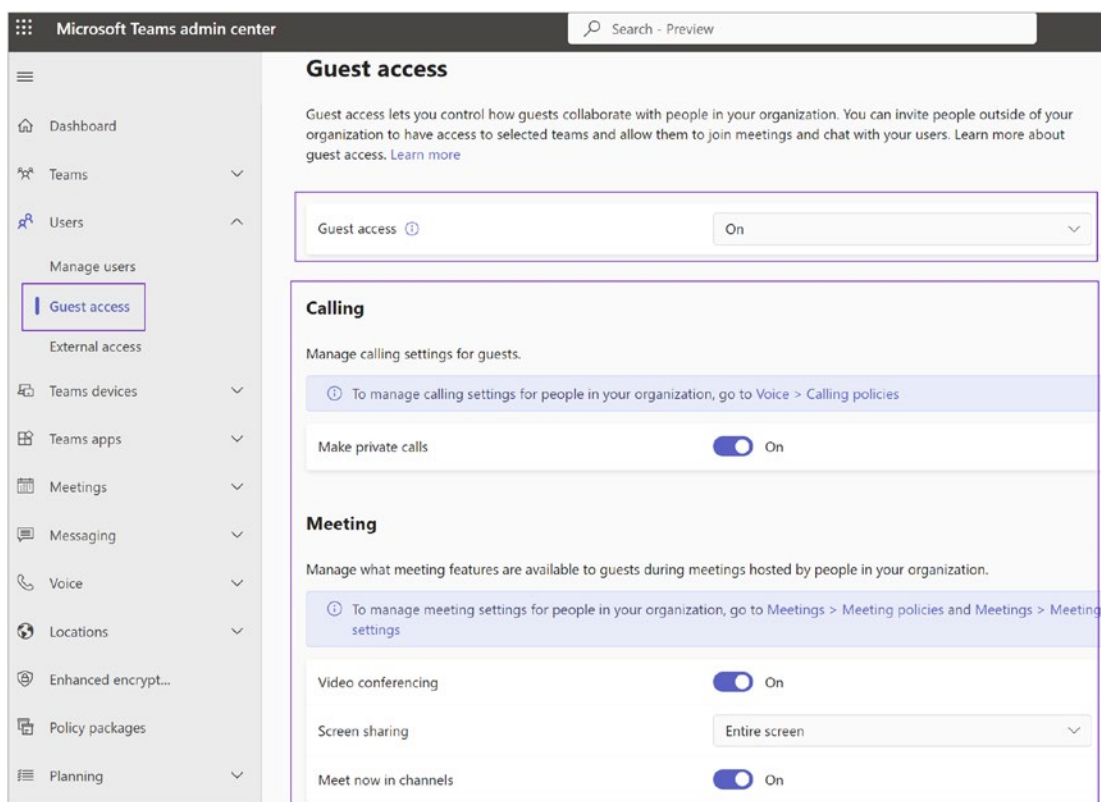 Microsoft Teams admin center
Search - Preview
Dashboard
Teams
Users
Manage users
Guest access
External access
Teams devices
Teams apps
Meetings
Messaging
Voice
Locations
Enhanced encrypt...
Policy packages
Planning
Guest access
Guest access lets you control how guests collaborate with people in your organization. You can invite people outside of your
organization to have access to selected teams and allow them to join meetings and chat with your users. Learn more about
guest access. Learn more
Guest access On
Calling
Manage calling settings for guests.
To manage calling settings for people in your organization, go to Voice > Calling policies
Make private calls On
Meeting
Manage what meeting features are available to guests during meetings hosted by people in your organization.
To manage meeting settings for people in your organization, go to Meetings > Meeting policies and Meetings > Meeting
settings
Video conferencing On
Screen sharing Entire screen
Meet now in channels On